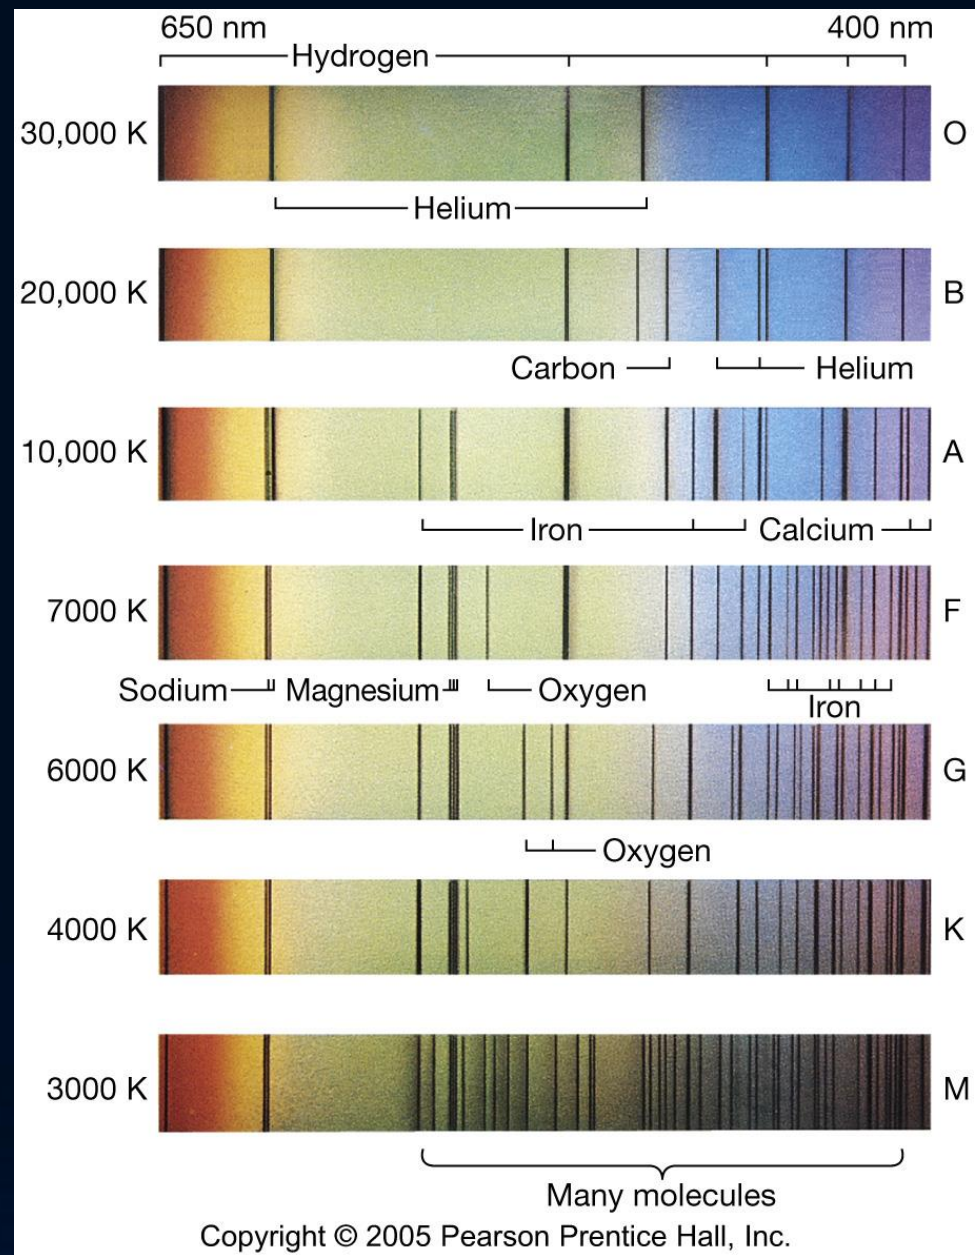 650 nm 400 nm
Hydrogen
30,000 K O
Helium
20,000 K B
Carbon Helium
10,000 K A
Iron Calcium
7000 K F
Sodium Magnesium Oxygen
Iron
6000 K G
Oxygen
4000 K K
3000 K M
Many molecules
Copyright © 2005 Pearson Prentice Hall, Inc.